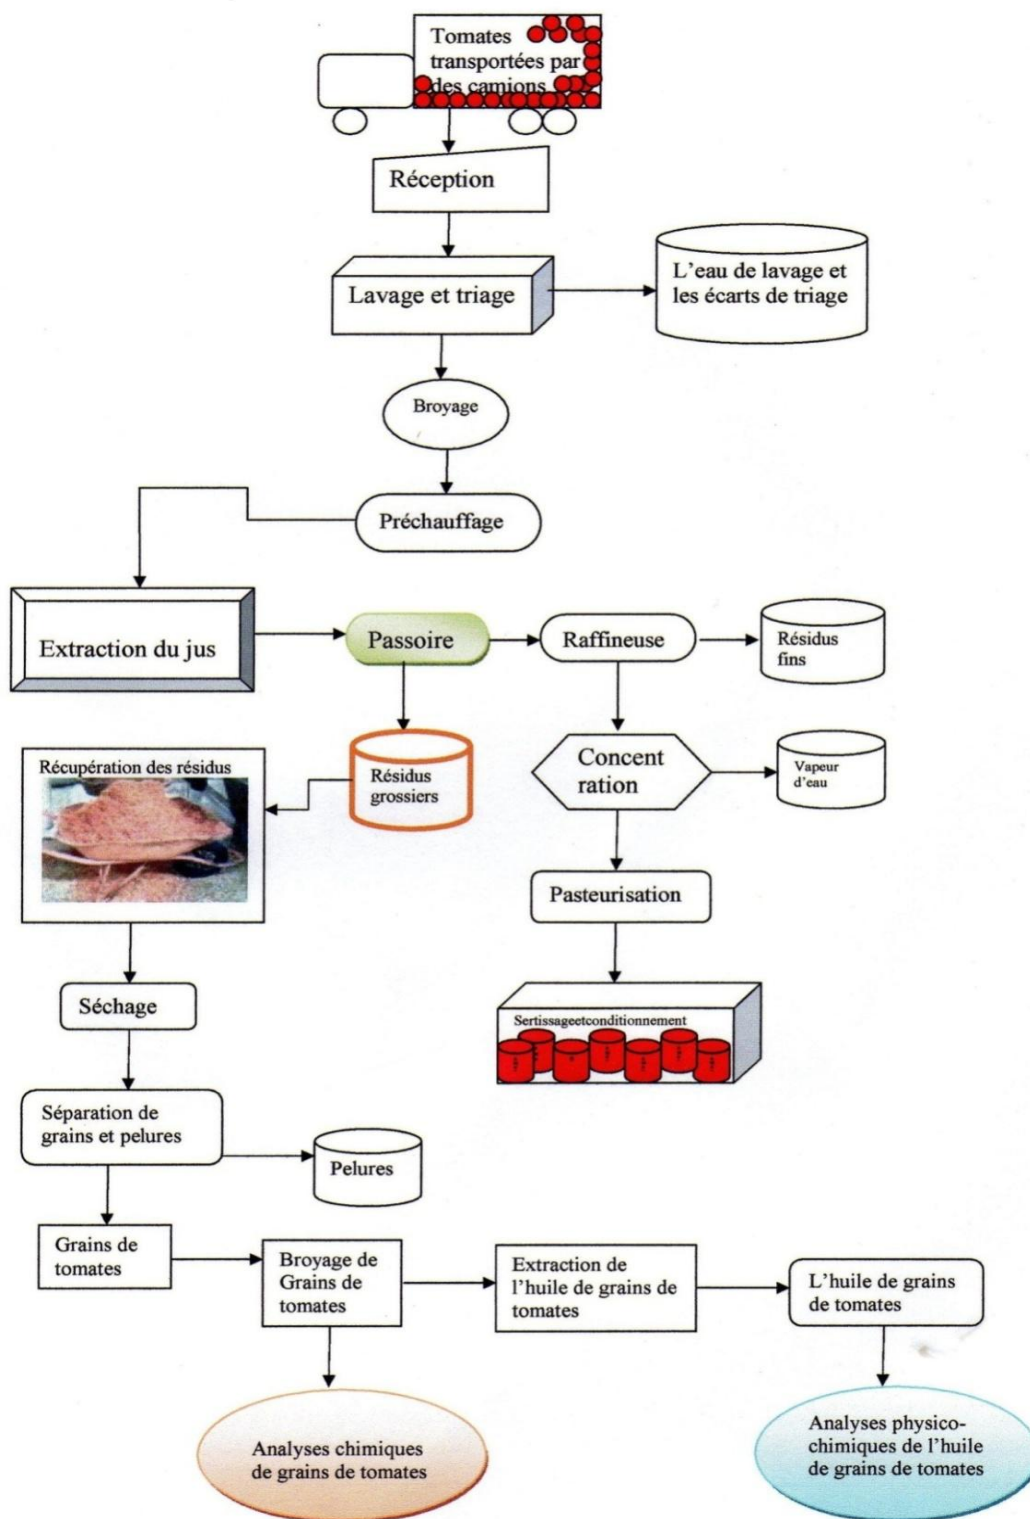 Tomates
transportées par
des camions
Réception
Lavage et triage
L'eau de lavage et
les écarts de triage
Broyage
Préchauffage
Extraction du jus
Passoire
Raffineuse
Résidus
fins
Récupération des résidus
Résidus
grossiers
Concent
ration
Vapeur
d'eau
Pasteurisation
Séchage
Sertissageetconditionnement
Séparation de
grains et pelures
Pelures
Grains de
tomates
Broyage de
Grains de
tomates
Extraction de
l'huile de grains de
tomates
L'huile de grains
de tomates
Analyses chimiques
de grains de tomates
Analyses physico-
chimiques de l'huile
de grains de tomates